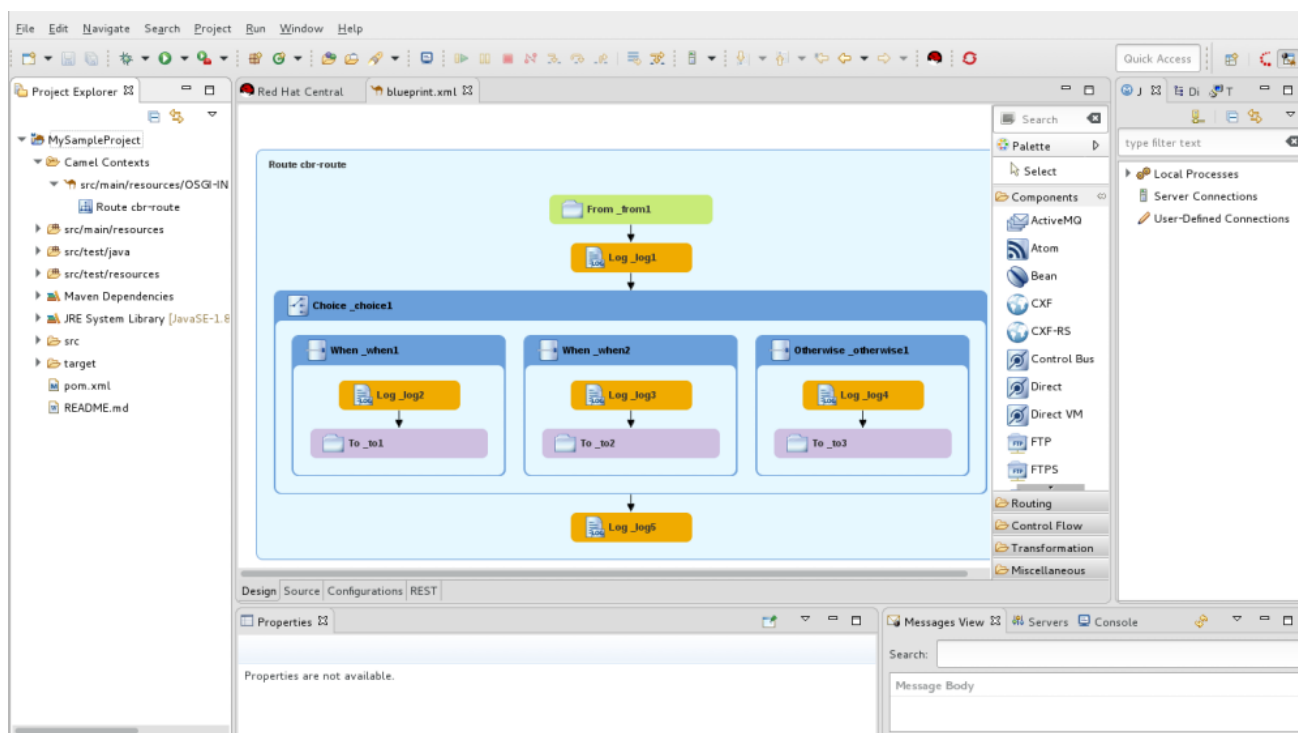 File Edit Navigate Search Project Run Window Help
Quick Access
Project Explorer
MySampleProject
Camel Contexts
src/main/resources/OSGI-IN
Route cbr-route
src/main/resources
src/test/java
src/test/resources
Maven Dependencies
JRE System Library [JavaSE-1.8
src
target
pom.xml
README.md
Red Hat Central blueprint.xml
Route cbr-route
From _from1
Log _log1
Choice _choice1
When _when1 When _when2 Otherwise _otherwise1
Log _log2 Log _log3 Log _log4
To _to1 To _to2 To _to3
Log _log5
Design Source Configurations REST
Search
Palette
Select
Components
ActiveMQ
Atom
Bean
CXF
CXF-RS
Control Bus
Direct
Direct VM
FTP
FTPS
Routing
Control Flow
Transformation
Miscellaneous
J Di T
type filter text
Local Processes
Server Connections
User-Defined Connections
Properties
Properties are not available.
Messages View Servers Console
Search:
Message Body